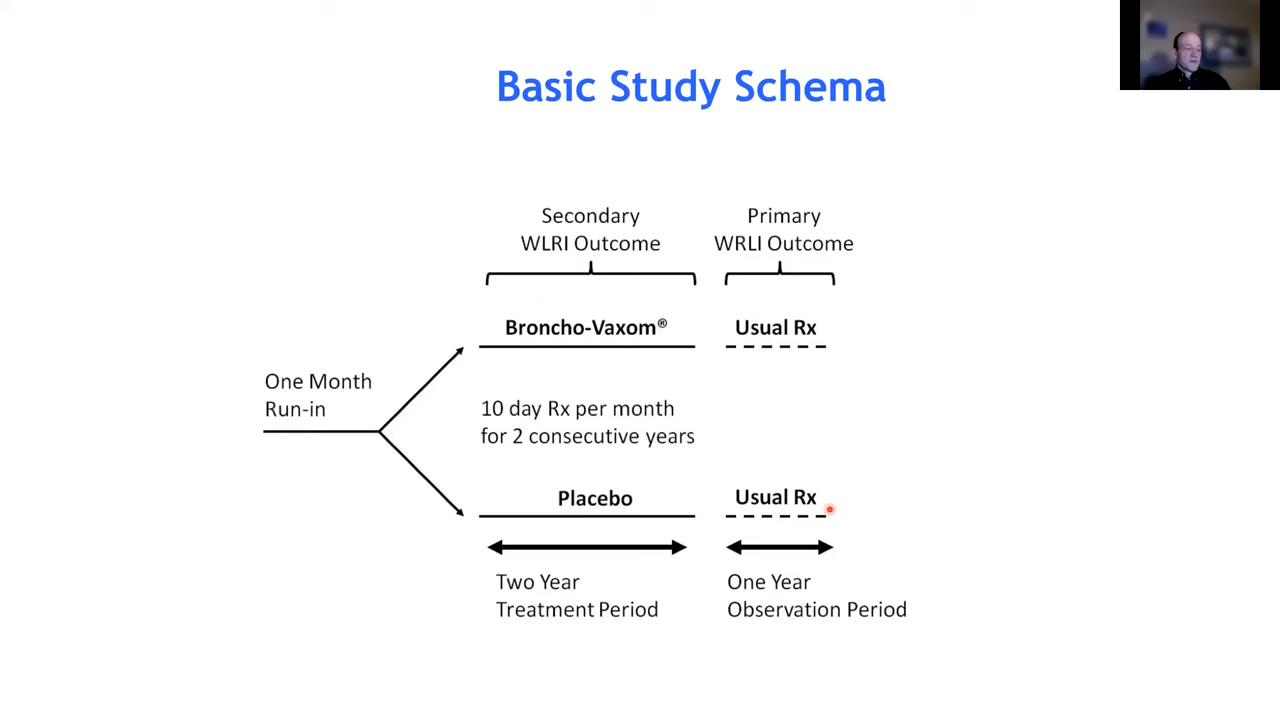 Basic Study Schema
Secondary
WLRI Outcome
Primary
WRLI Outcome
Broncho-Vaxom®
Usual Rx
One Month
Run-in
10 day Rx per month
for 2 consecutive years
Placebo
Usual Rx
Two Year
Treatment Period
One Year
Observation Period